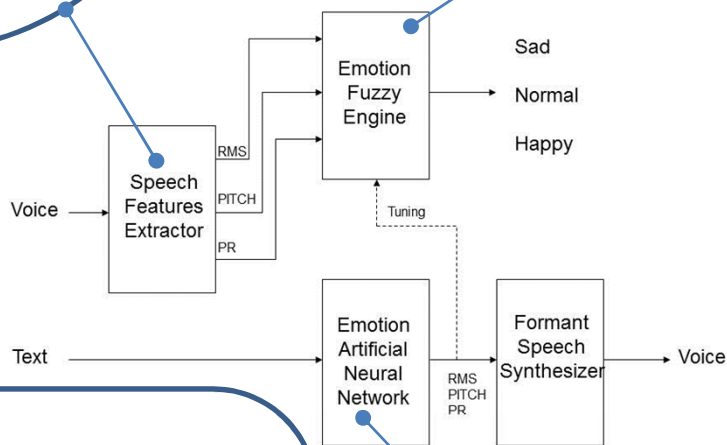 Sad
Emotion
Fuzzy
Engine
Normal
Happy
RMS
Speech
Features
Extractor
Voice
PITCH
PR
Tuning
Text
Emotion
Artificial
Neural
Network
RMS
PITCH
PR
Formant
Speech
Synthesizer
Voice